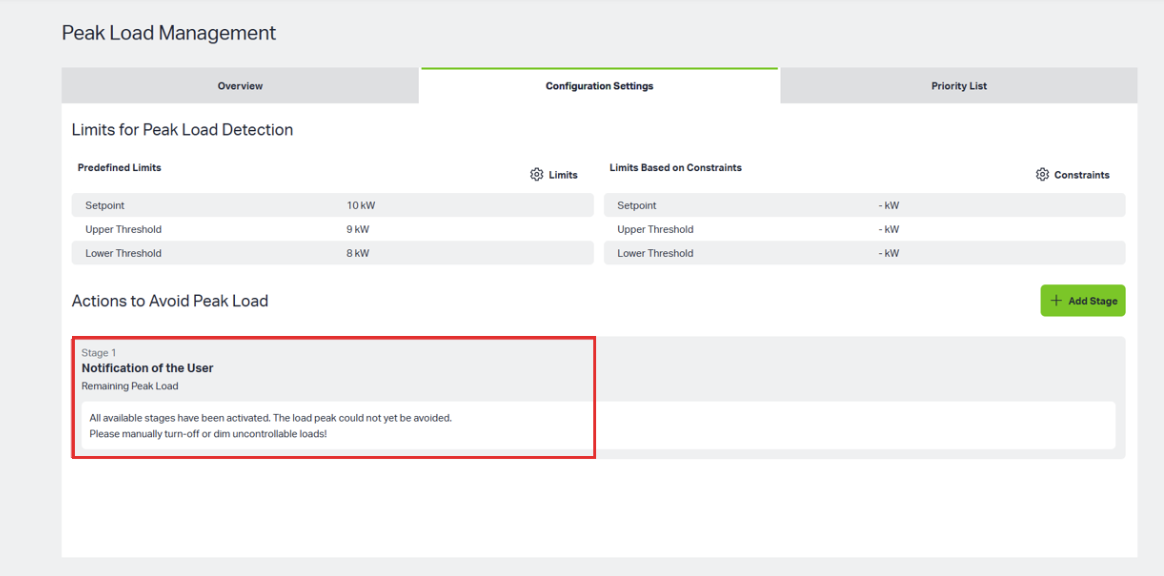 Peak Load Management
Overview
Configuration Settings
Priority List
Limits for Peak Load Detection
Predefined Limits
Limits
Limits Based on Constraints
Constraints
Setpoint 10 kW
Setpoint - kW
Upper Threshold 9 kW
Upper Threshold - kW
Lower Threshold 8 kW
Lower Threshold - kW
Actions to Avoid Peak Load
+ Add Stage
Stage 1
Notification of the User
Remaining Peak Load
All available stages have been activated. The load peak could not yet be avoided.
Please manually turn-off or dim uncontrollable loads!